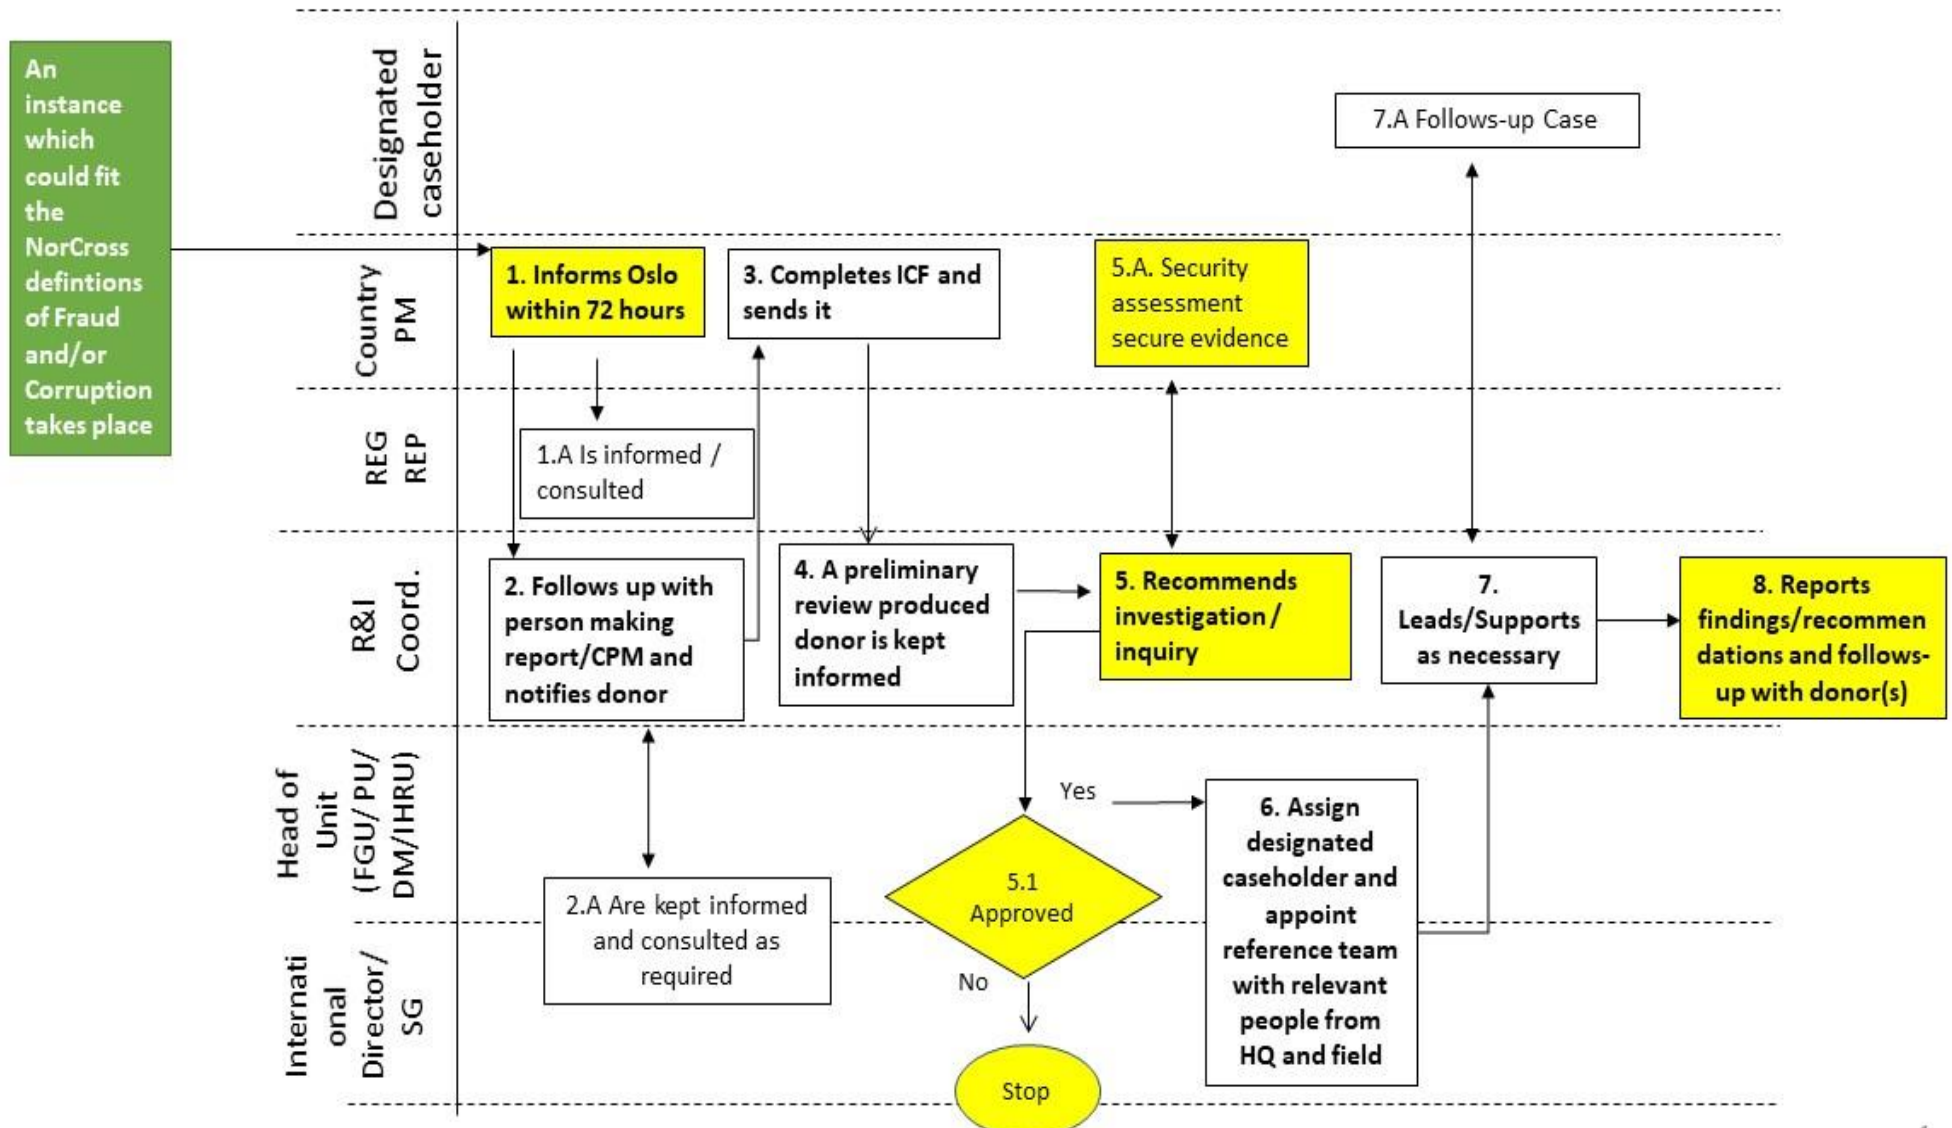 An
instance
which
could fit
the
NorCross
defintions
of Fraud
and/or
Corruption
takes place
Designated
caseholder
7.A Follows-up Case
Country
PM
1. Informs Oslo
within 72 hours
3. Completes ICF and
sends it
5.A. Security
assessment
secure evidence
REG
REP
1.A Is informed /
consulted
R&I
Coord.
2. Follows up with
person making
report/CPM and
notifies donor
4. A preliminary
review produced
donor is kept
informed
5. Recommends
investigation /
inquiry
7.
Leads/Supports
as necessary
8. Reports
findings/recommen
dations and follows-
up with donor(s)
Head of
Unit
(FGU/ PU/
DM/IHRU)
2.A Are kept informed
and consulted as
required
5.1
Approved
Yes
No
6. Assign
designated
caseholder and
appoint
reference team
with relevant
people from
HQ and field
Internati
onal
Director/
SG
Stop